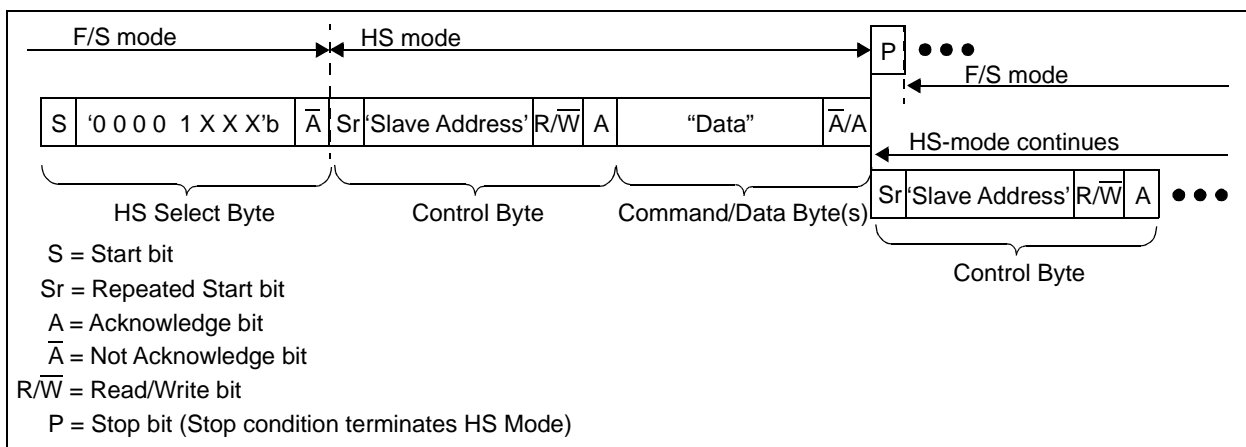 F/S mode HS mode
P •••
F/S mode
S ‘0 0 0 0 1 X X X’b A̅ Sr ‘Slave Address’ R/W̅ A “Data” A̅/A
HS-mode continues
Sr ‘Slave Address’ R/W̅ A •••
HS Select Byte Control Byte Command/Data Byte(s)
Control Byte
S = Start bit
Sr = Repeated Start bit
A = Acknowledge bit
A̅ = Not Acknowledge bit
R/W̅ = Read/Write bit
P = Stop bit (Stop condition terminates HS Mode)